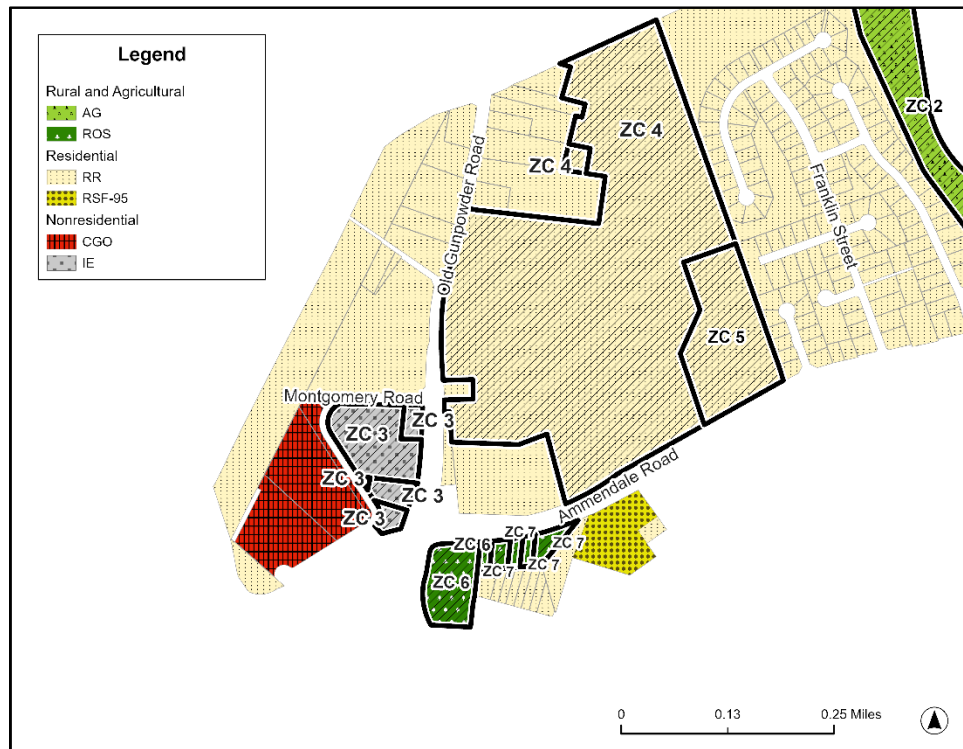 Legend
Rural and Agricultural
AG
ROS
Residential
RR
RSF-95
Nonresidential
CGO
IE
ZC 2
ZC 4
ZC 4
Old Gunpowder Road
Franklin Street
ZC 5
Montgomery Road
ZC 3
ZC 3
ZC 3
ZC 3
ZC 3
Ammendale Road
ZC 6
ZC 7
ZC 7
ZC 7
ZC 7
ZC 6
0
0.13
0.25 Miles